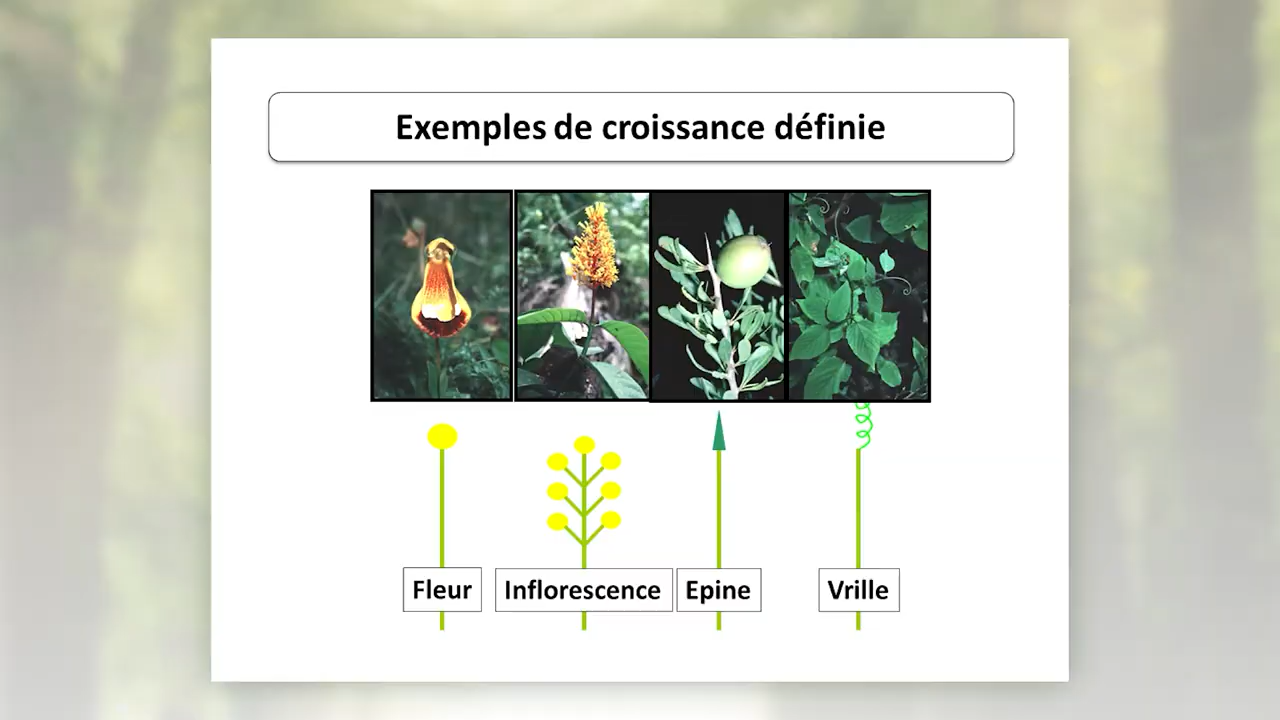 Exemples de croissance définie
Fleur
Inflorescence
Epine
Vrille